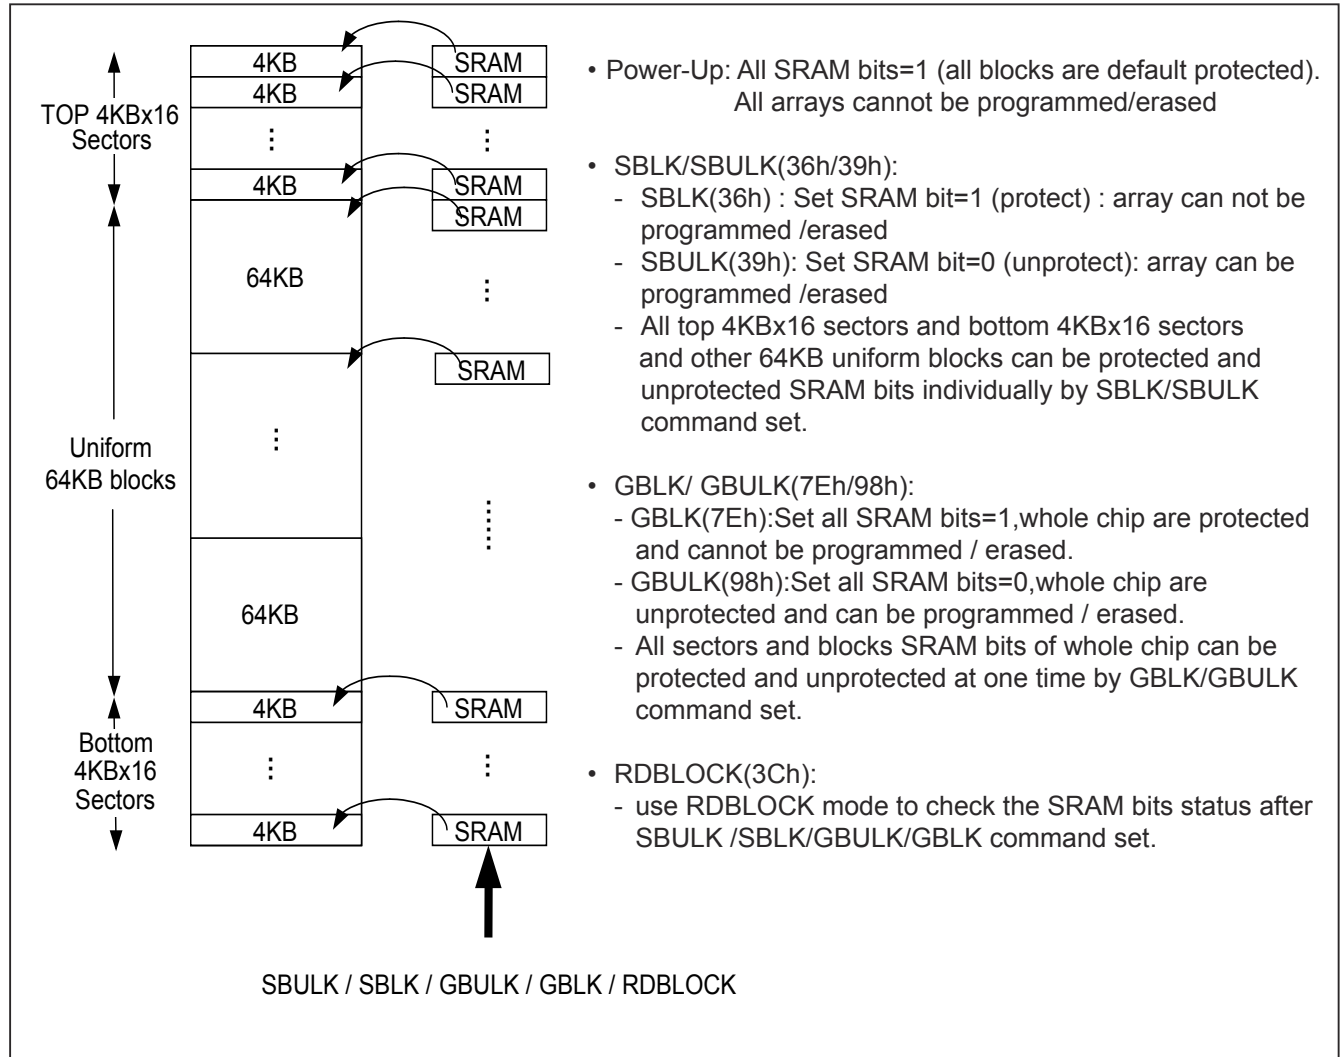 4KB
SRAM
4KB
SRAM
TOP 4KBx16
Sectors
4KB
SRAM
SRAM
64KB
SRAM
Uniform
64KB blocks
64KB
4KB
SRAM
Bottom
4KBx16
Sectors
4KB
SRAM
SBULK / SBLK / GBULK / GBLK / RDBLOCK
• Power-Up: All SRAM bits=1 (all blocks are default protected).
All arrays cannot be programmed/erased
• SBLK/SBULK(36h/39h):
- SBLK(36h) : Set SRAM bit=1 (protect) : array can not be
programmed /erased
- SBULK(39h): Set SRAM bit=0 (unprotect): array can be
programmed /erased
- All top 4KBx16 sectors and bottom 4KBx16 sectors
and other 64KB uniform blocks can be protected and
unprotected SRAM bits individually by SBLK/SBULK
command set.
• GBLK/ GBULK(7Eh/98h):
- GBLK(7Eh):Set all SRAM bits=1,whole chip are protected
and cannot be programmed / erased.
- GBULK(98h):Set all SRAM bits=0,whole chip are
unprotected and can be programmed / erased.
- All sectors and blocks SRAM bits of whole chip can be
protected and unprotected at one time by GBLK/GBULK
command set.
• RDBLOCK(3Ch):
- use RDBLOCK mode to check the SRAM bits status after
SBULK /SBLK/GBULK/GBLK command set.